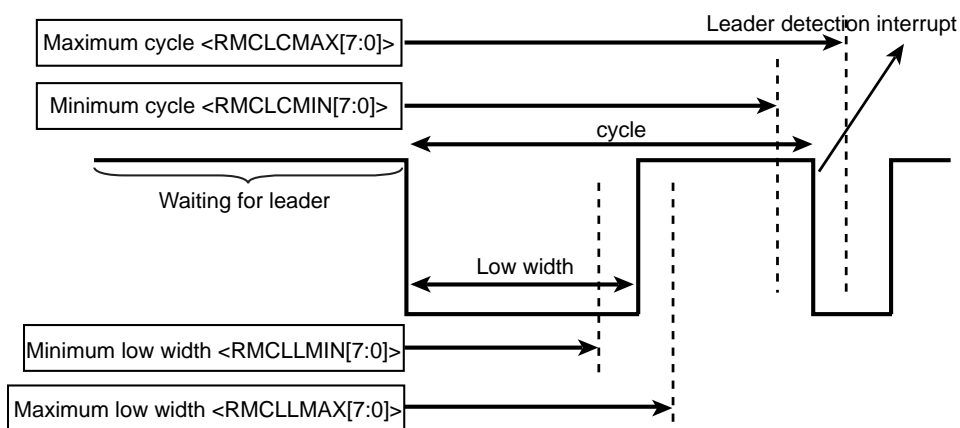 Leader detection interrupt
Maximum cycle <RMCLCMAX[7:0]>
Minimum cycle <RMCLCMIN[7:0]>
cycle
Waiting for leader
Low width
Minimum low width <RMCLLMIN[7:0]>
Maximum low width <RMCLLMAX[7:0]>